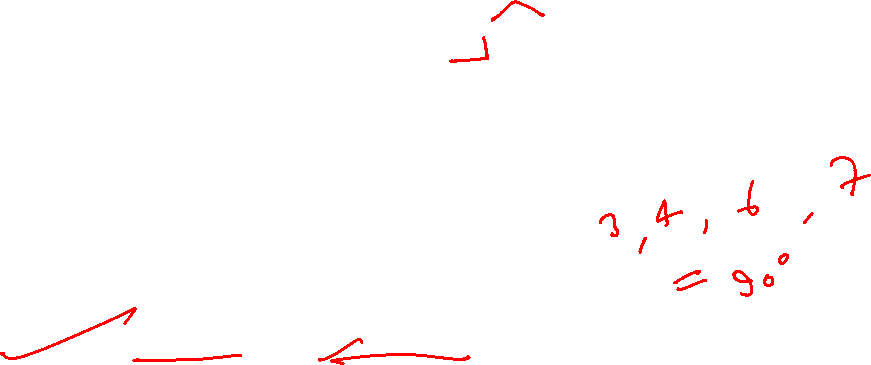 3, 4, 6, 7
= 90°